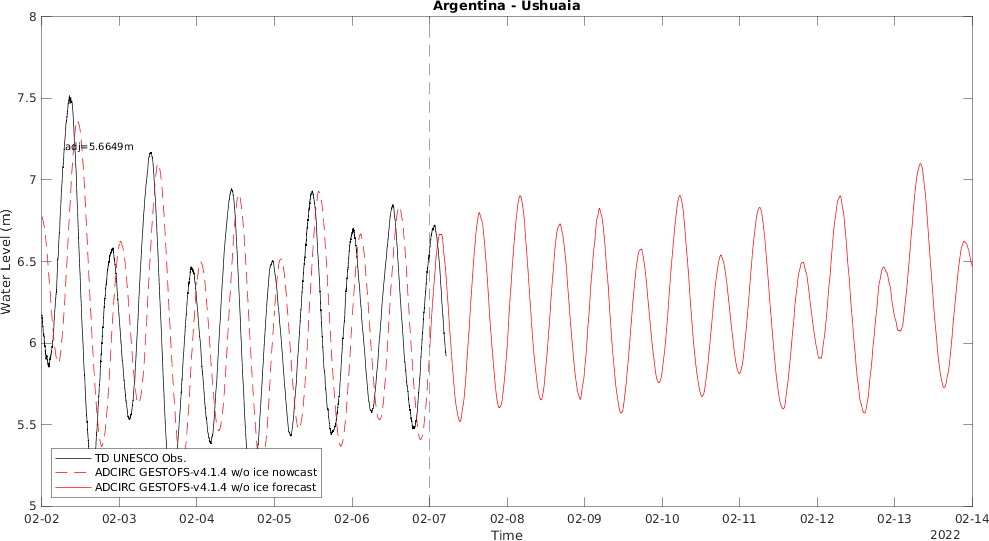 Argentina - Ushuaia
8
7.5
7
6.5
6
5.5
5
Water Level (m)
adj=5.6649m
TD UNESCO Obs.
ADCIRC GESTOFS-v4.1.4 w/o ice nowcast
ADCIRC GESTOFS-v4.1.4 w/o ice forecast
02-02 02-03 02-04 02-05 02-06 02-07 02-08 02-09 02-10 02-11 02-12 02-13 02-14
Time
2022